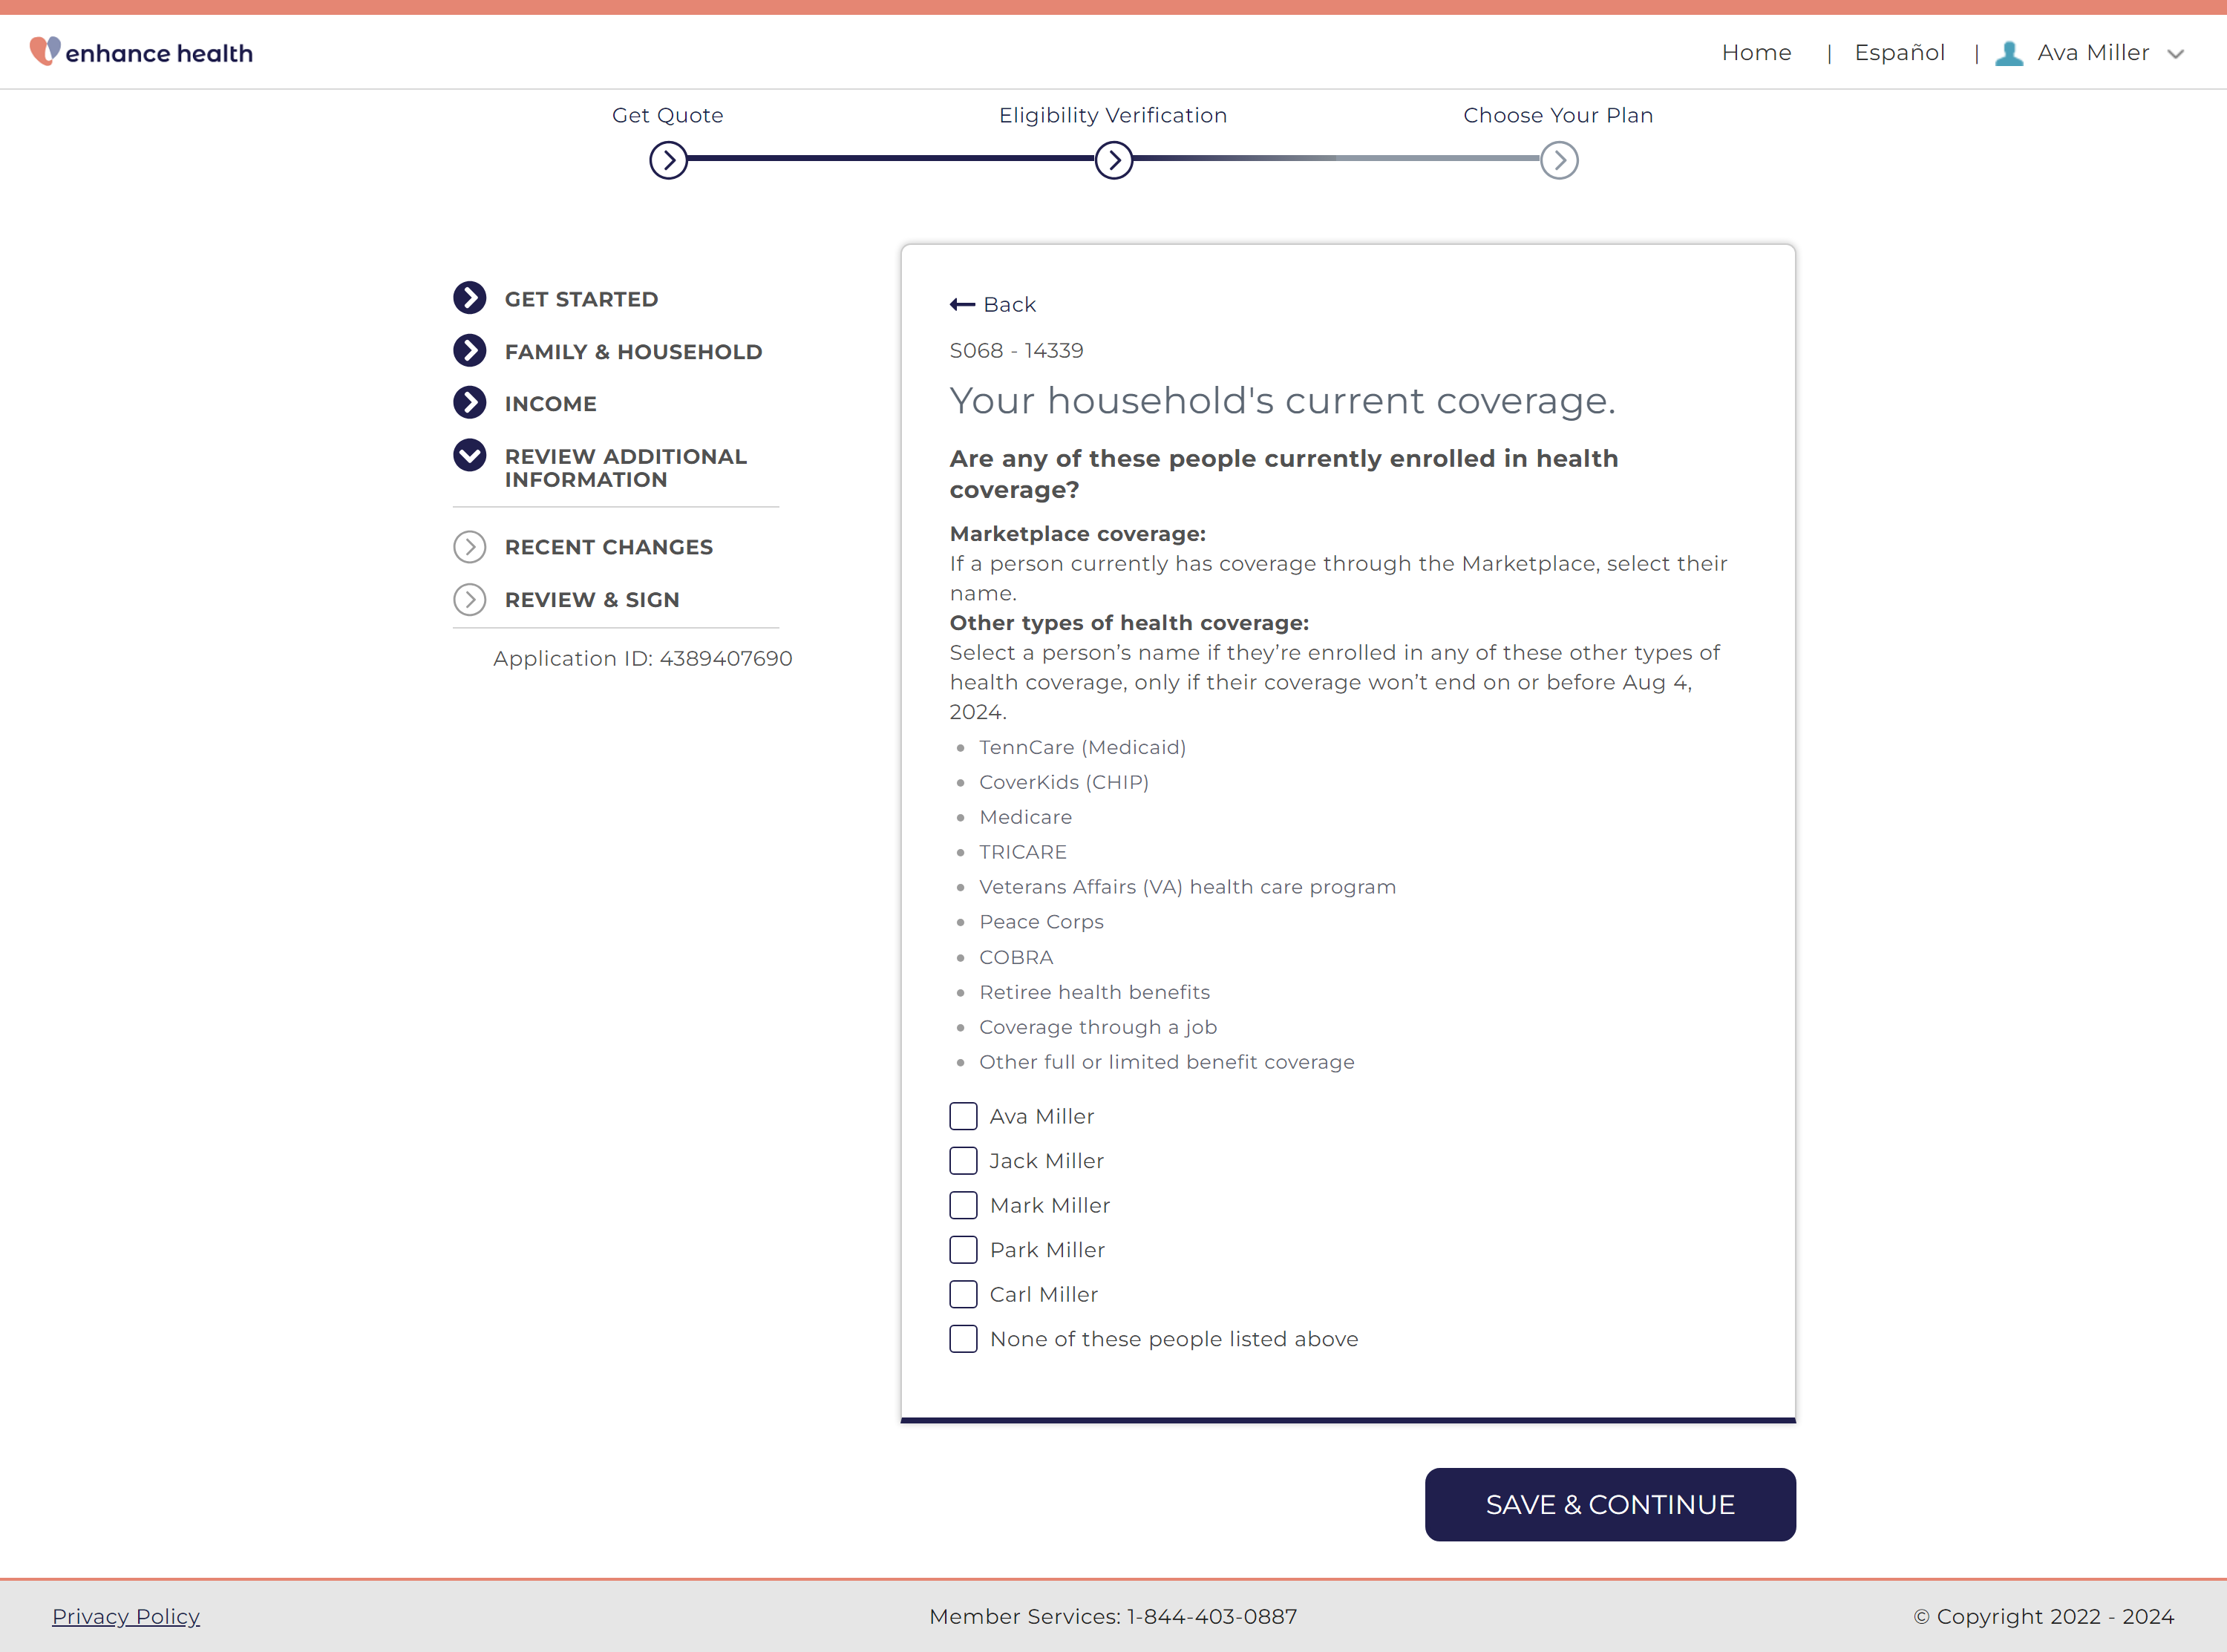 enhance health
Home | Español | Ava Miller
Get Quote
Eligibility Verification
Choose Your Plan
GET STARTED
FAMILY & HOUSEHOLD
INCOME
REVIEW ADDITIONAL
INFORMATION
RECENT CHANGES
REVIEW & SIGN
Application ID: 4389407690
Back
S068 - 14339
Your household's current coverage.
Are any of these people currently enrolled in health
coverage?
Marketplace coverage:
If a person currently has coverage through the Marketplace, select their
name.
Other types of health coverage:
Select a person’s name if they’re enrolled in any of these other types of
health coverage, only if their coverage won’t end on or before Aug 4,
2024.
• TennCare (Medicaid)
• CoverKids (CHIP)
• Medicare
• TRICARE
• Veterans Affairs (VA) health care program
• Peace Corps
• COBRA
• Retiree health benefits
• Coverage through a job
• Other full or limited benefit coverage
Ava Miller
Jack Miller
Mark Miller
Park Miller
Carl Miller
None of these people listed above
SAVE & CONTINUE
Privacy Policy
Member Services: 1-844-403-0887
© Copyright 2022 - 2024